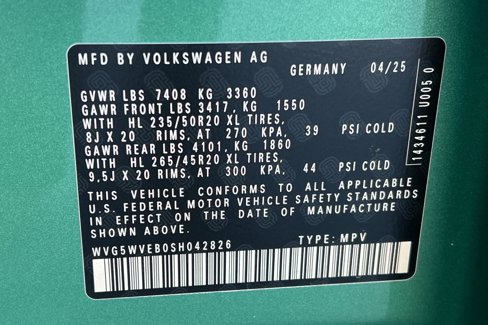 MFD BY VOLKSWAGEN AG
GERMANY 04/25
GVWR LBS 7408 KG 3360
GAWR FRONT LBS 3417, KG 1550
WITH HL 235/50R20 XL TIRES,
8J X 20 RIMS, AT 270 KPA, 39 PSI COLD
GAWR REAR LBS 4101, KG 1860
WITH HL 265/45R20 XL TIRES,
9,5J X 20 RIMS, AT 300 KPA, 44 PSI COLD
THIS VEHICLE CONFORMS TO ALL APPLICABLE
U.S. FEDERAL MOTOR VEHICLE SAFETY STANDARDS
IN EFFECT ON THE DATE OF MANUFACTURE
SHOWN ABOVE.
WVG5WVEB0SH042826 TYPE: MPV
1434611 U005 0